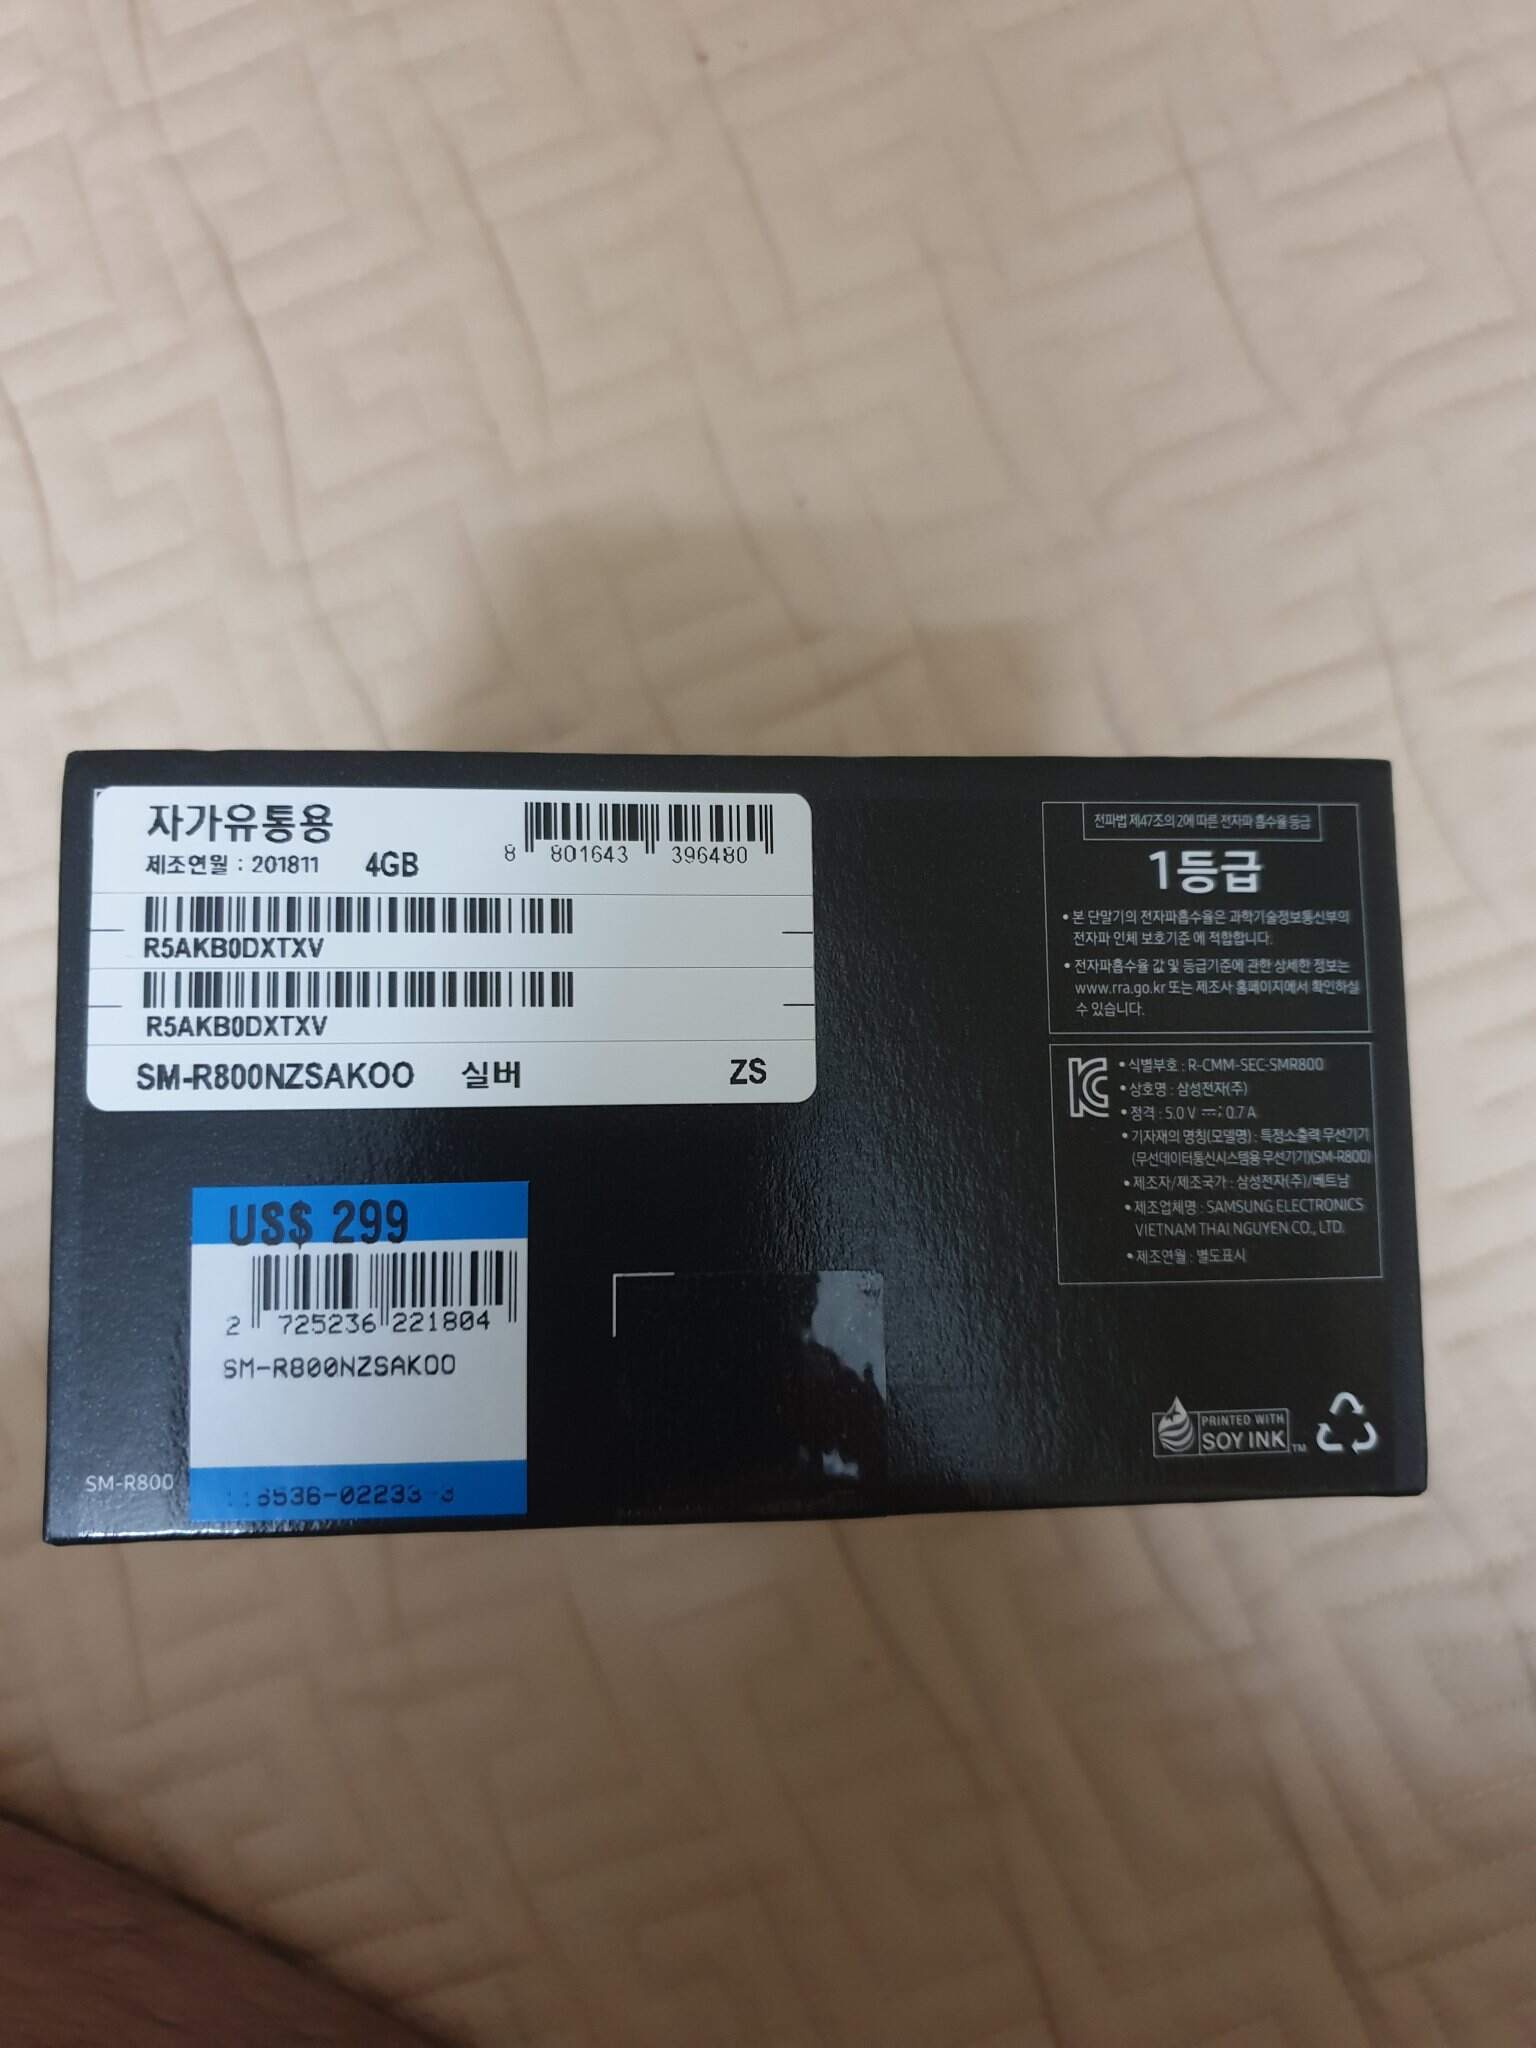 자가유통용
제조연월 : 201811 4GB
8 801643 396480
R5AKB0DXTXV
R5AKB0DXTXV
SM-R800NZSAKOO 실버 ZS
US$ 299
2 725236 221804
SM-R800NZSAKOO
SM-R800
전파법 제47조의 2에 따른 전자파 흡수율 등급
1등급
• 본 단말기의 전자파흡수율은 과학기술정보통신부의
전자파 인체 보호기준 에 적합합니다.
• 전자파흡수율 값 및 등급기준에 관한 상세한 정보는
www.rra.go.kr 또는 제조사 홈페이지에서 확인하실
수 있습니다.
• 식별부호 : R-CMM-SEC-SMR800
• 상호명 : 삼성전자(주)
• 정격 : 5.0 V ⎓; 0.7 A
• 기자재의 명칭(모델명) : 특정소출력 무선기기
(무선데이터통신시스템용 무선기기)(SM-R800)
• 제조자/제조국가 : 삼성전자(주)/베트남
• 제조업체명 : SAMSUNG ELECTRONICS
VIETNAM THAI NGUYEN CO., LTD.
• 제조연월 : 별도표시
PRINTED WITH
SOY INK™